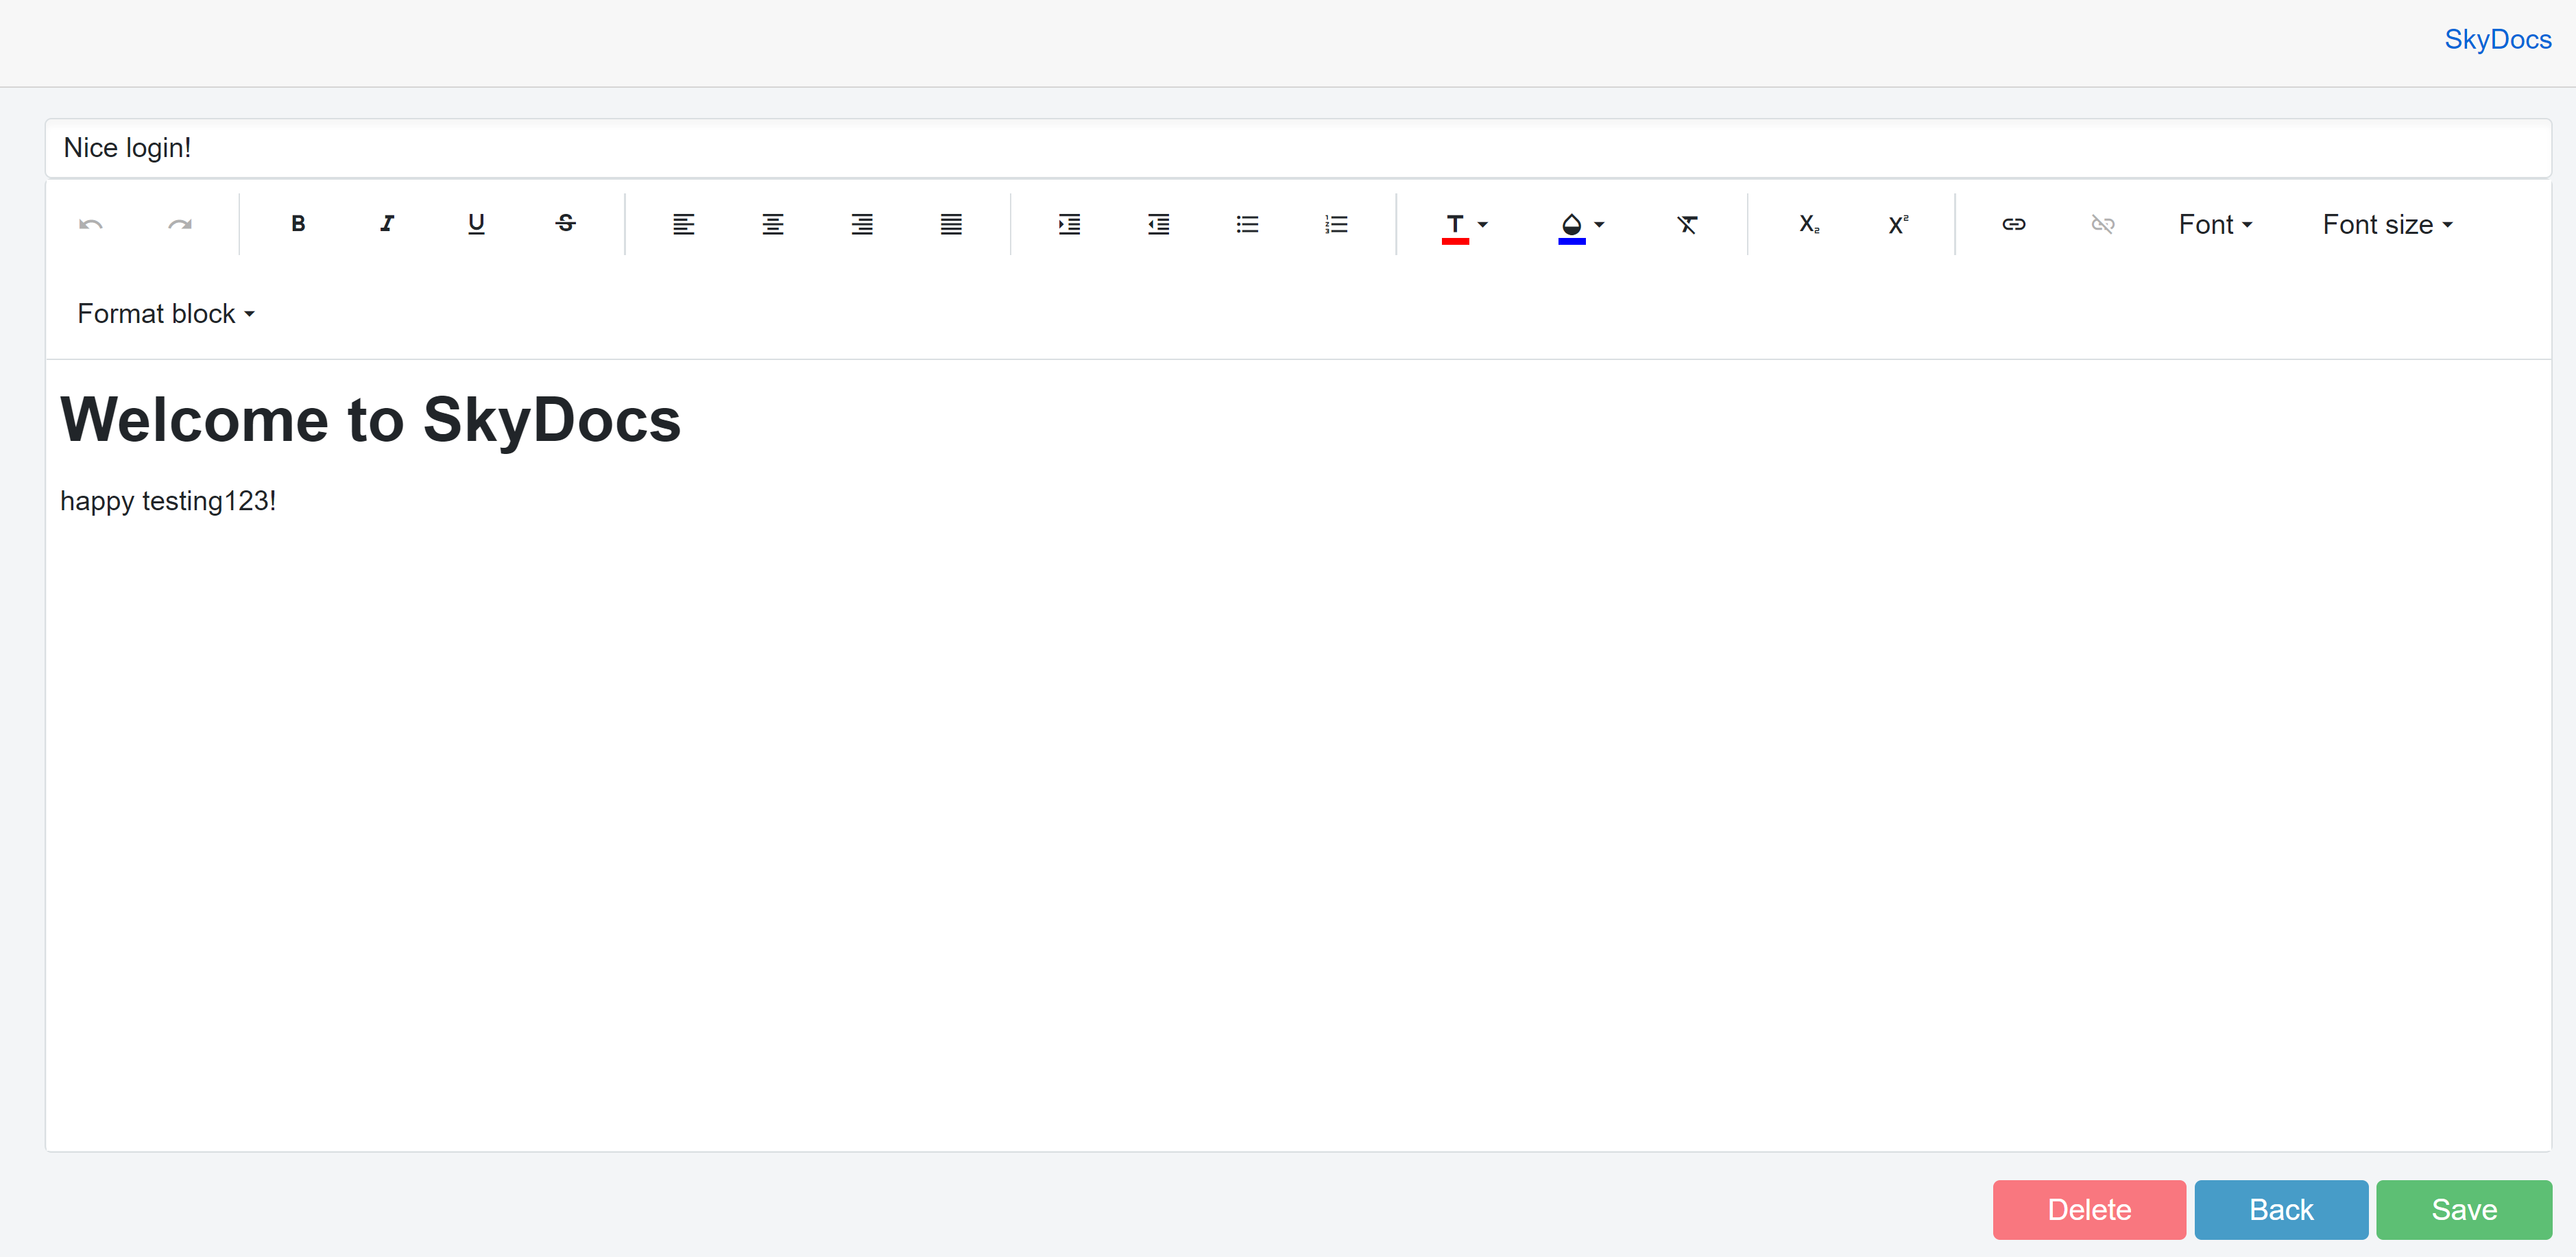 SkyDocs
Nice login!
Font Font size
Format block
Welcome to SkyDocs
happy testing123!
Delete Back Save